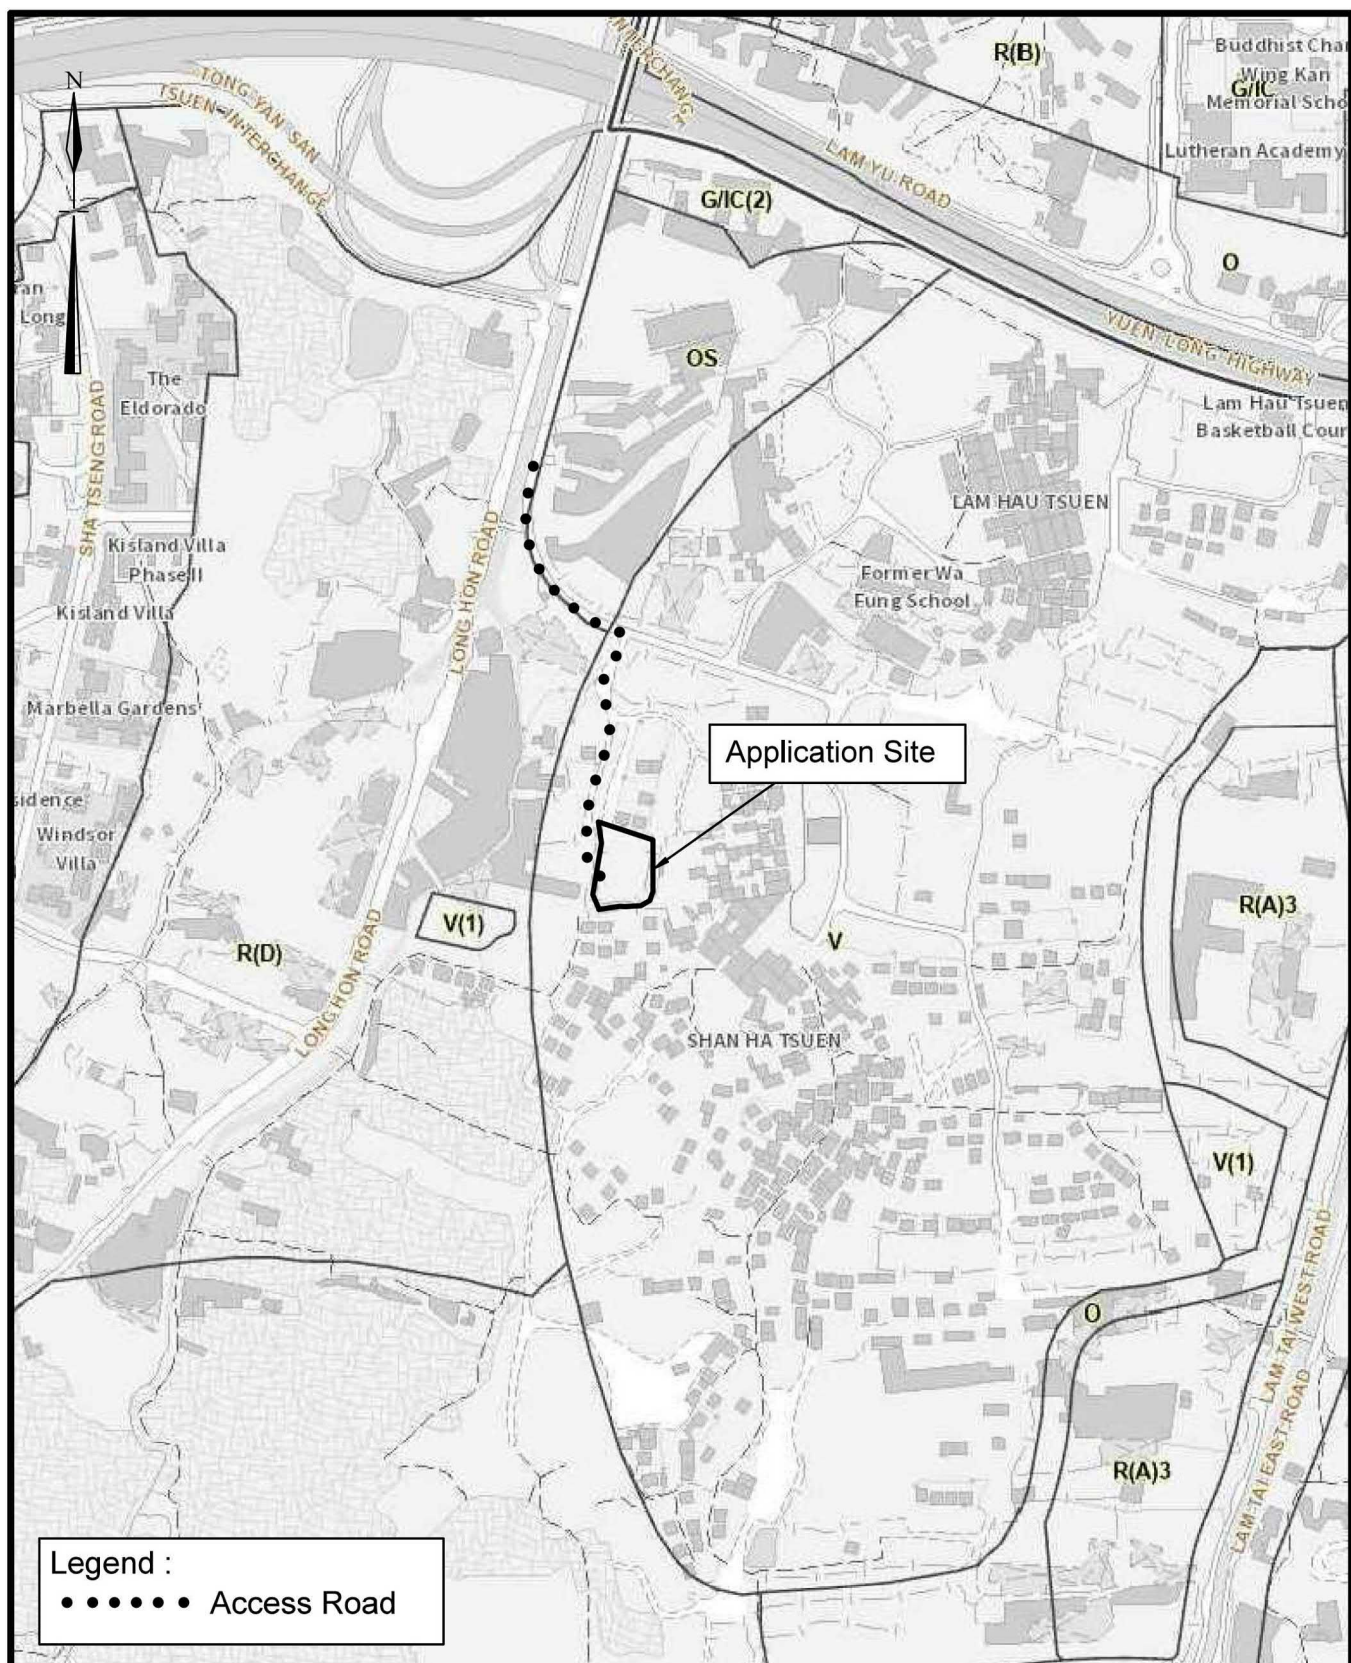 R(B)
Buddhist Chan
Wing Kan
G/IC
Memorial Scho
Lutheran Academy
N
TONG YAN SAN
TSUEN INTERCHANGE
LAM YU ROAD
G/IC(2)
O
Long
YUEN LONG HIGHWAY
OS
The
Eldorado
Lam Hau Tsuen
Basketball Cour
SHA TSENG ROAD
LAM HAU TSUEN
Kisland Villa
Phase II
LONG HON ROAD
Former Wa
Fung School
Kisland Villa
Marbella Gardens
Application Site
sidence
Windsor
Villa
V(1)
R(A)3
R(D)
V
LONG HON ROAD
SHAN HA TSUEN
V(1)
O
LAM TAI WEST ROAD
LAM TAI EAST ROAD
R(A)3
Legend :
Access Road